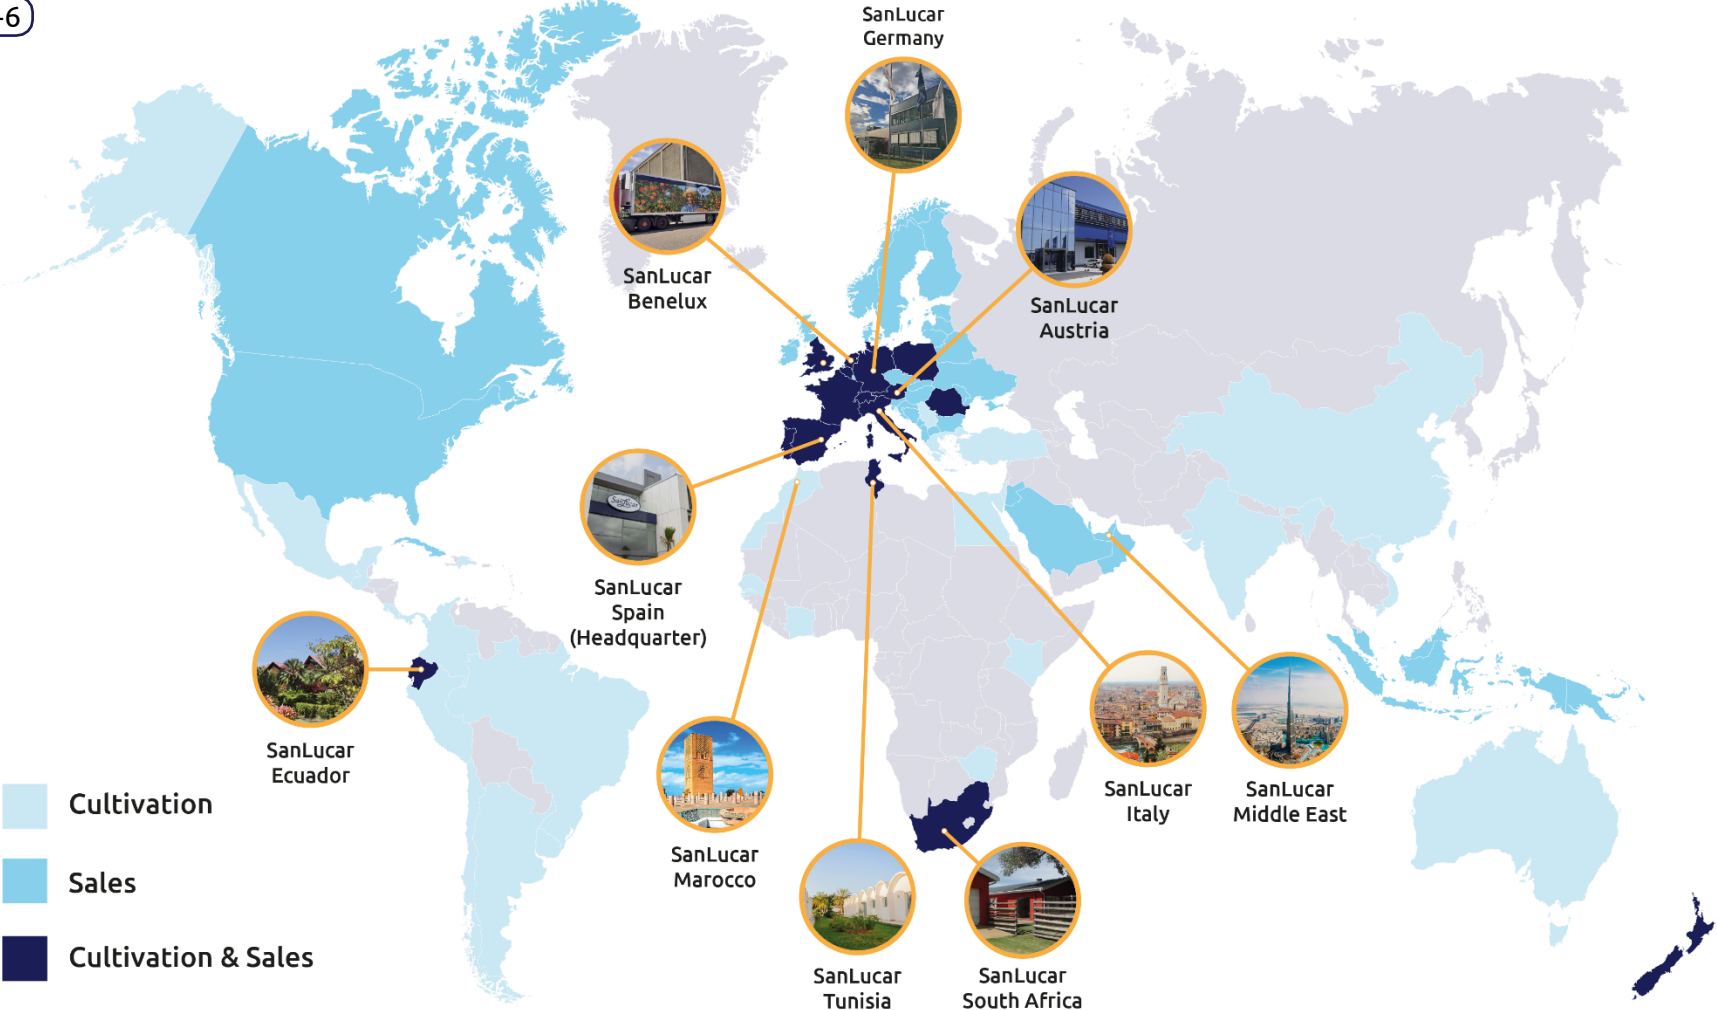 -6
SanLucar
Germany
SanLucar
Benelux
SanLucar
Austria
SanLucar
Spain
(Headquarter)
SanLucar
Ecuador
SanLucar
Marocco
SanLucar
Italy
SanLucar
Middle East
SanLucar
Tunisia
SanLucar
South Africa
Cultivation
Sales
Cultivation & Sales
SanLucar